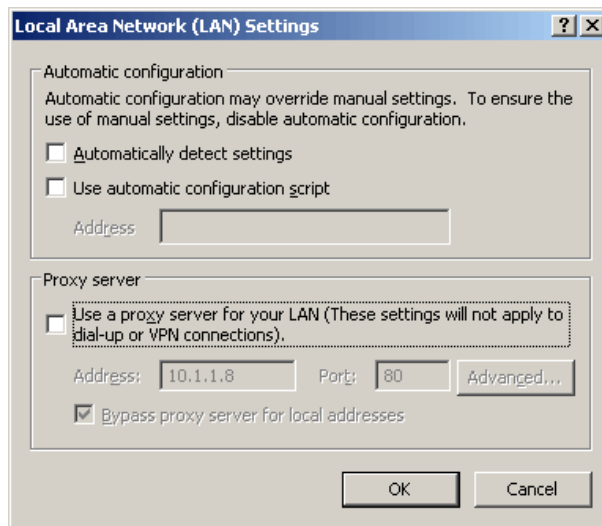 Local Area Network (LAN) Settings
Automatic configuration
Automatic configuration may override manual settings. To ensure the
use of manual settings, disable automatic configuration.
Automatically detect settings
Use automatic configuration script
Address
Proxy server
Use a proxy server for your LAN (These settings will not apply to
dial-up or VPN connections).
Address: 10.1.1.8 Port: 80 Advanced...
Bypass proxy server for local addresses
OK Cancel